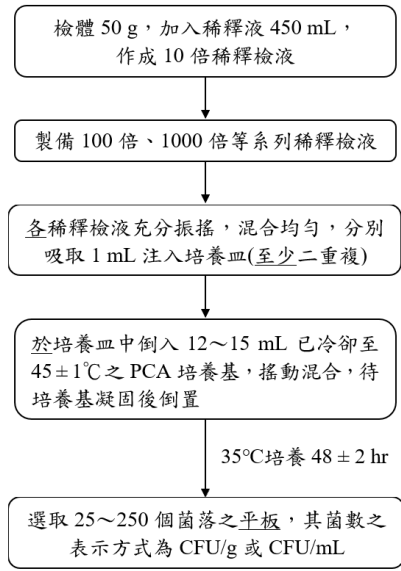 檢體 50 g，加入稀釋液 450 mL，
作成 10 倍稀釋檢液
製備 100 倍、1000 倍等系列稀釋檢液
各稀釋檢液充分振搖，混合均勻，分別
吸取 1 mL 注入培養皿(至少二重複)
於培養皿中倒入 12～15 mL 已冷卻至
45 ± 1℃之 PCA 培養基，搖動混合，待
培養基凝固後倒置
35℃培養 48 ± 2 hr
選取 25～250 個菌落之平板，其菌數之
表示方式為 CFU/g 或 CFU/mL